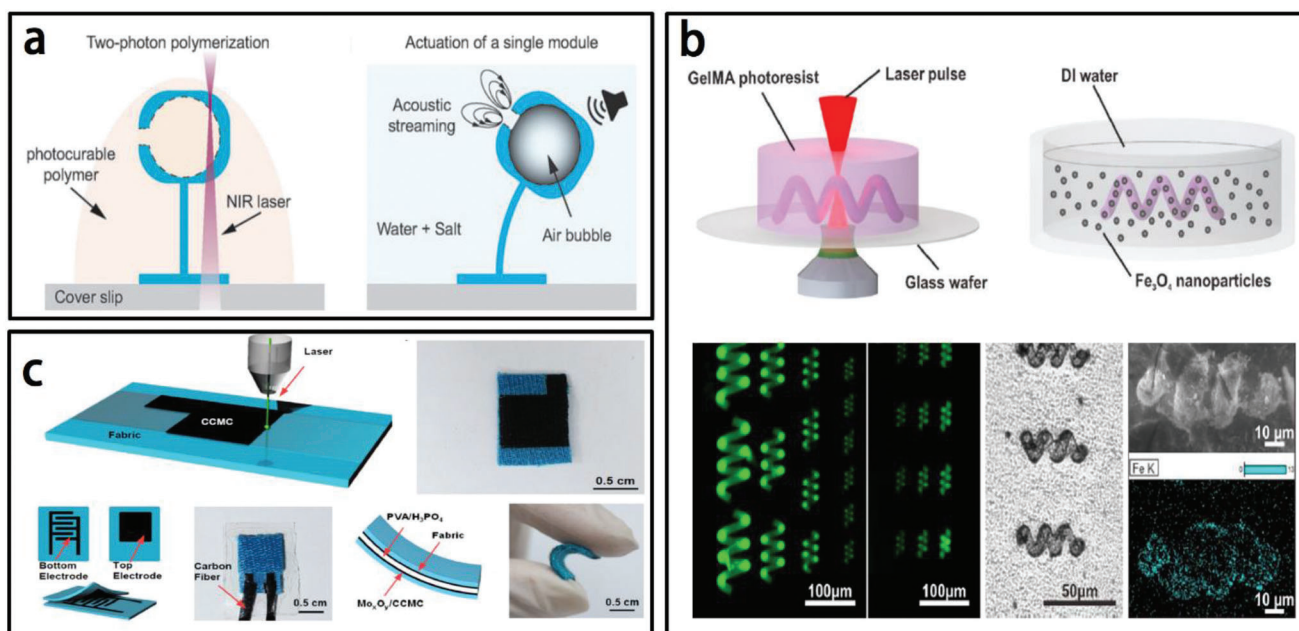 a
Two-photon polymerization
photocurable
polymer
NIR laser
Cover slip
Actuation of a single module
Acoustic
streaming
Water + Salt
Air bubble
b
GelMA photoresist
Laser pulse
Glass wafer
DI water
Fe₃O₄ nanoparticles
100μm
100μm
50μm
10 μm
Fe K
10 μm
c
Laser
CCMC
Fabric
0.5 cm
Bottom
Electrode
Top
Electrode
Carbon
Fiber
0.5 cm
PVA/H₃PO₄
Fabric
MoₓOᵧ/CCMC
0.5 cm